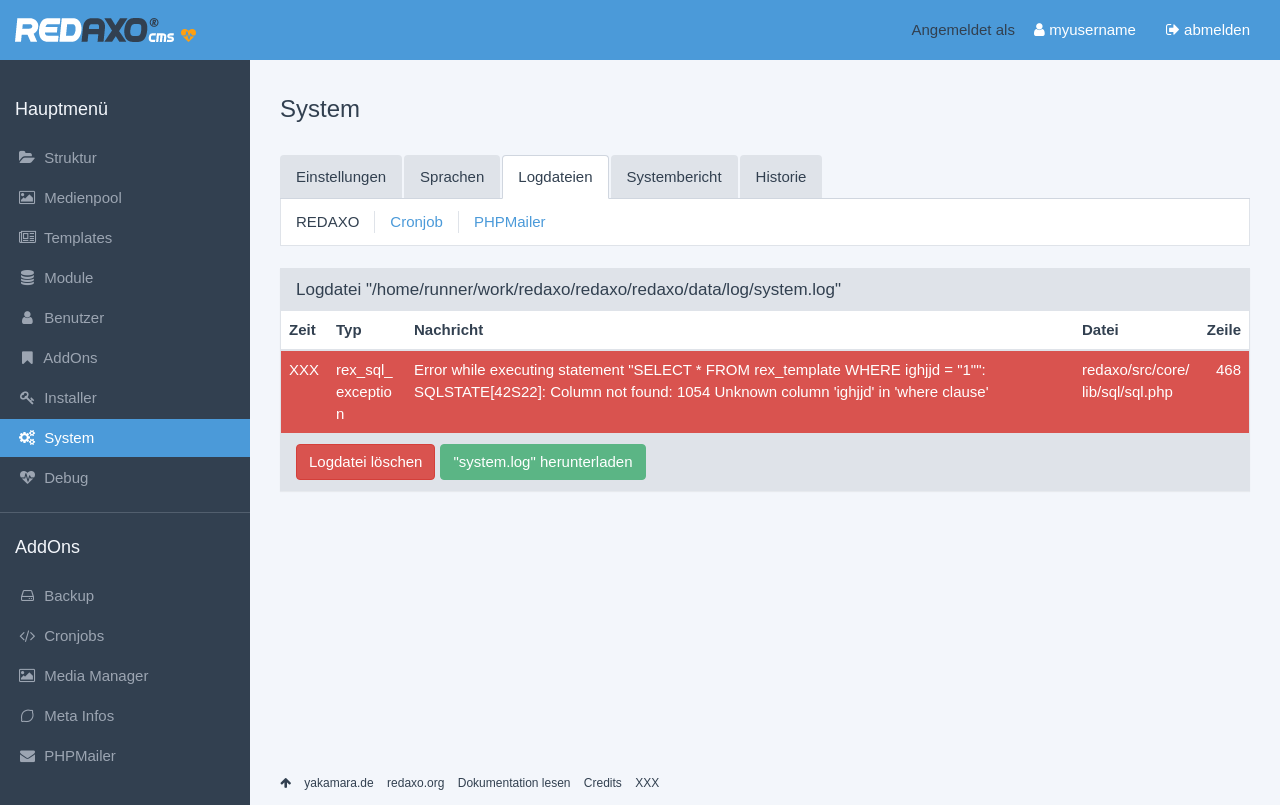 REDAXO® cms
Angemeldet als myusername abmelden
Hauptmenü
Struktur
Medienpool
Templates
Module
Benutzer
AddOns
Installer
System
Debug
AddOns
Backup
Cronjobs
Media Manager
Meta Infos
PHPMailer
System
Einstellungen Sprachen Logdateien Systembericht Historie
REDAXO Cronjob PHPMailer
Logdatei "/home/runner/work/redaxo/redaxo/redaxo/data/log/system.log"
Zeit Typ Nachricht Datei Zeile
XXX rex_sql_ Error while executing statement "SELECT * FROM rex_template WHERE ighjjd = "1"": redaxo/src/core/ 468
exceptio SQLSTATE[42S22]: Column not found: 1054 Unknown column 'ighjjd' in 'where clause' lib/sql/sql.php
n
Logdatei löschen "system.log" herunterladen
yakamara.de redaxo.org Dokumentation lesen Credits XXX